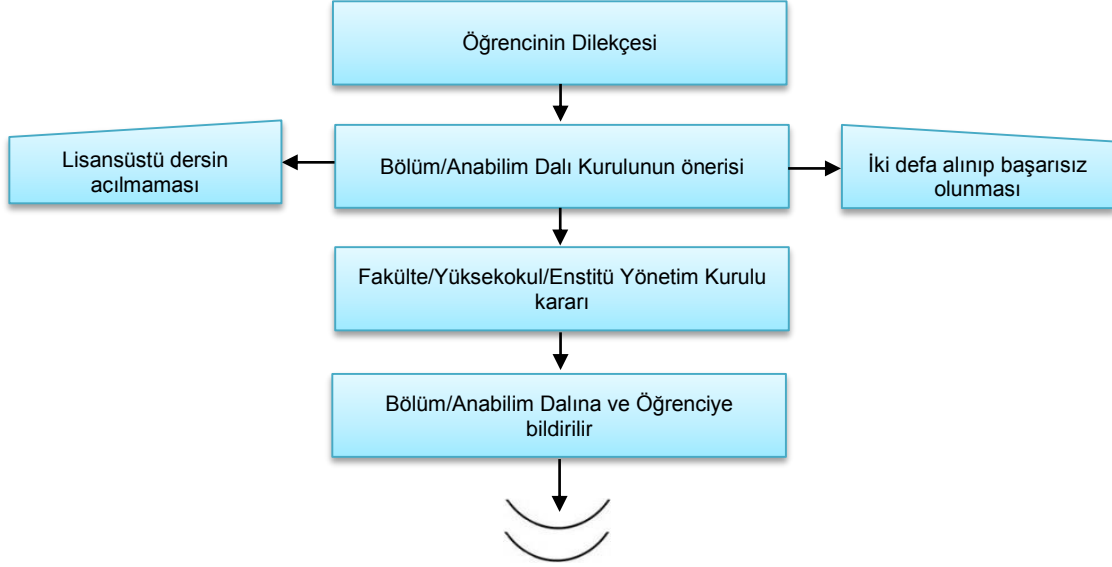 Öğrencinin Dilekçesi
Lisansüstü dersin
açılmaması
Bölüm/Anabilim Dalı Kurulunun önerisi
İki defa alınıp başarısız
olunması
Fakülte/Yüksekokul/Enstitü Yönetim Kurulu
kararı
Bölüm/Anabilim Dalına ve Öğrenciye
bildirilir